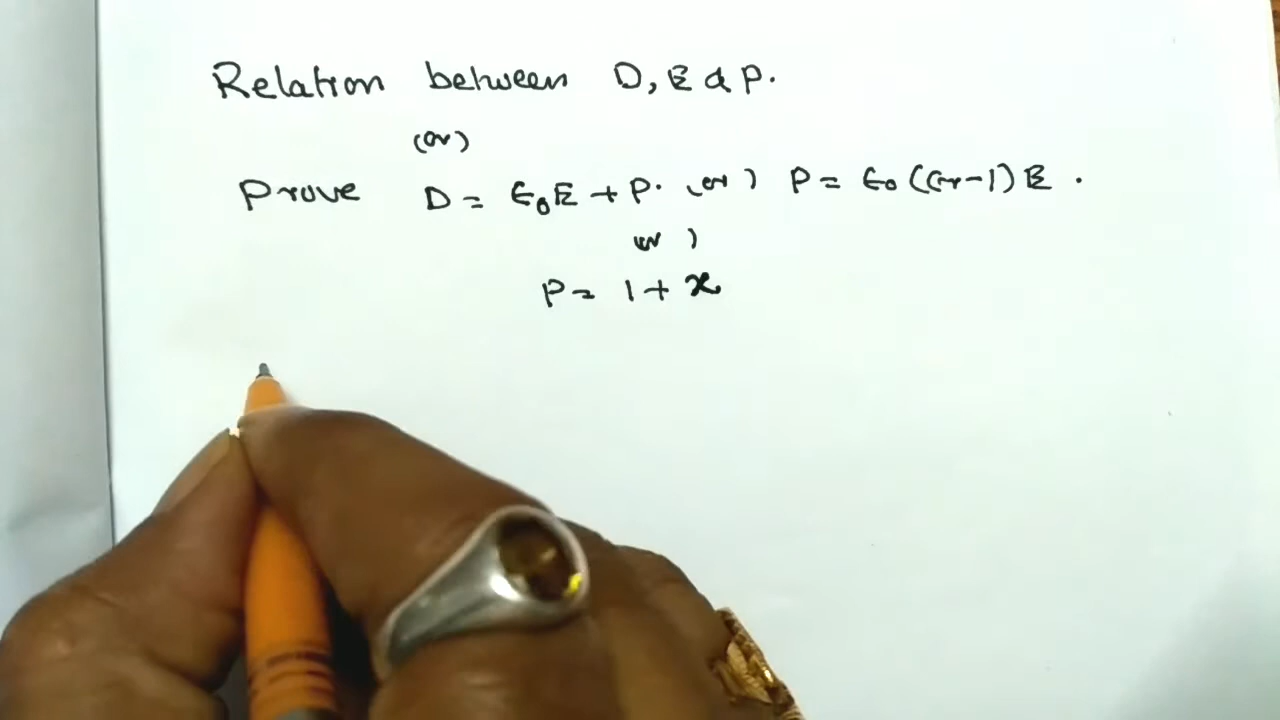 Relation between D, E & P.
(or)
Prove D = ϵ₀E + P. (or) P = ϵ₀(ϵr-1)E.
(or)
P = 1 + x